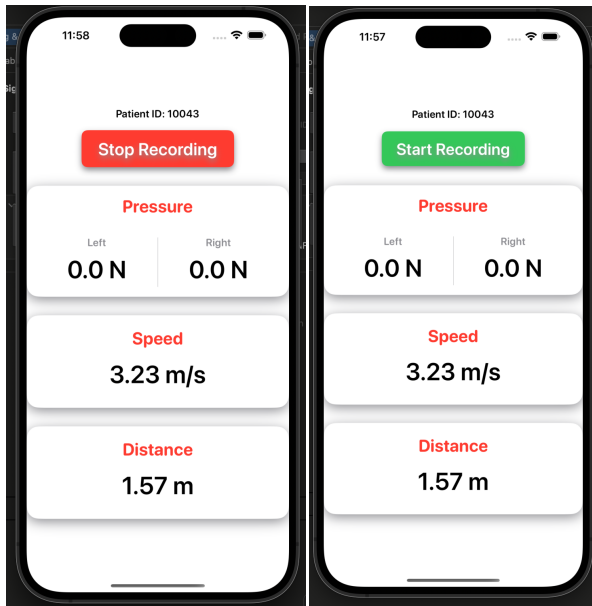 11:58
Patient ID: 10043
Stop Recording
Pressure
Left Right
0.0 N 0.0 N
Speed
3.23 m/s
Distance
1.57 m
11:57
Patient ID: 10043
Start Recording
Pressure
Left Right
0.0 N 0.0 N
Speed
3.23 m/s
Distance
1.57 m